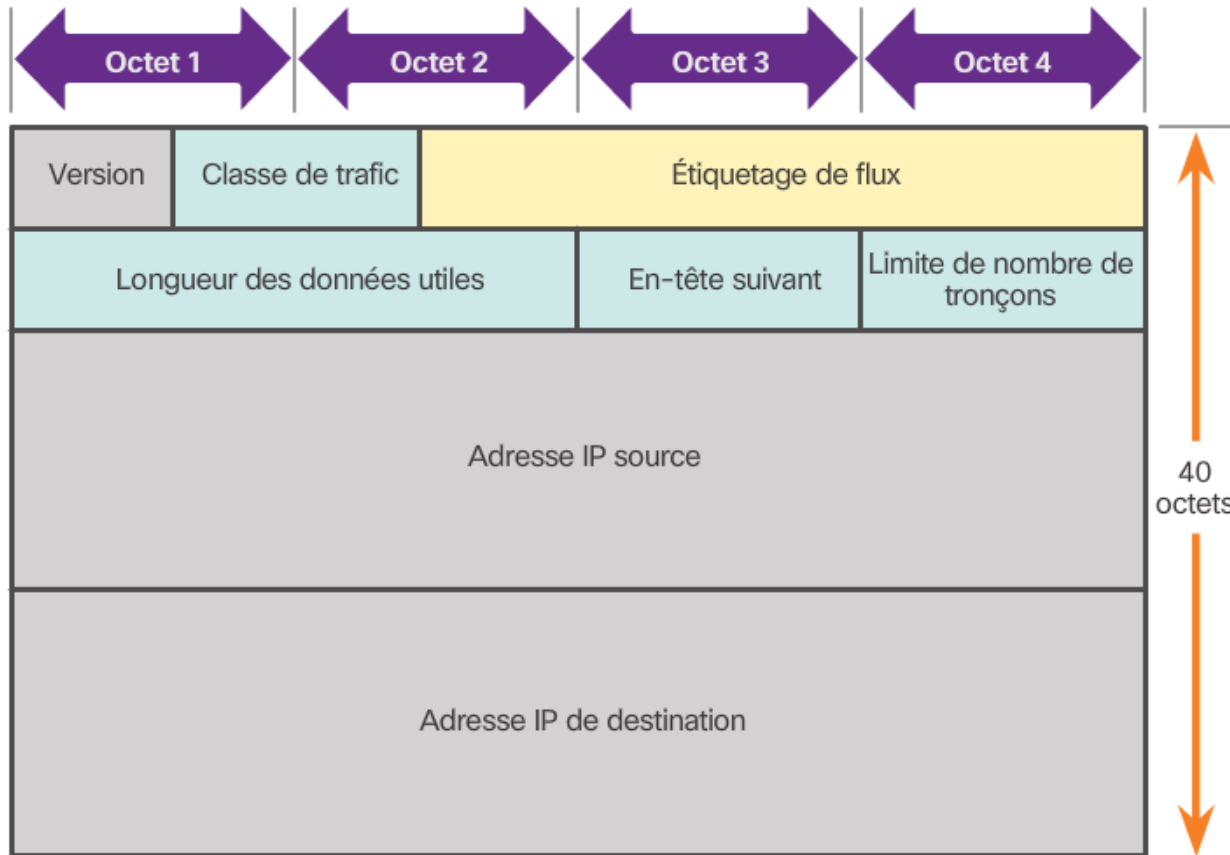 Octet 1
Octet 2
Octet 3
Octet 4
Version
Classe de trafic
Étiquetage de flux
Longueur des données utiles
En-tête suivant
Limite de nombre de
tronçons
Adresse IP source
40
octets
Adresse IP de destination